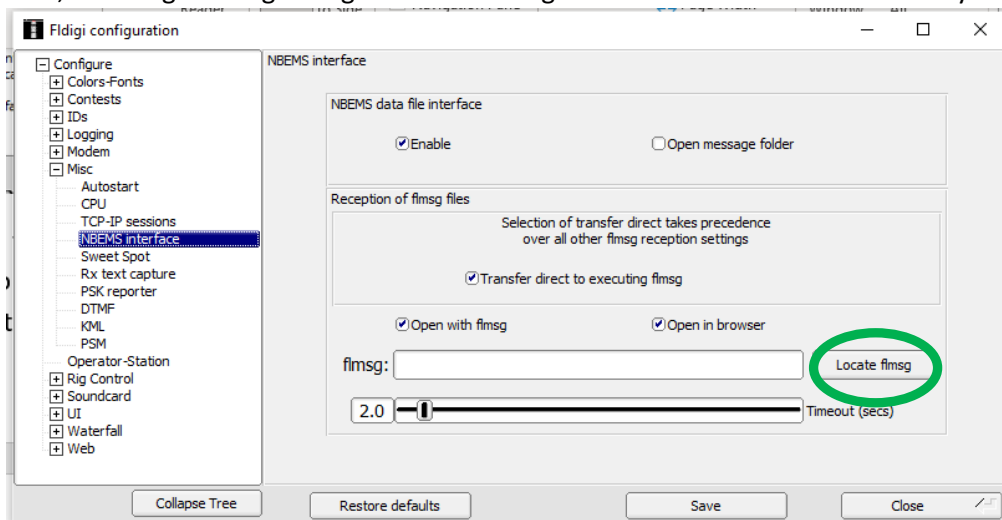 Fldigi configuration
Configure
Colors-Fonts
Contests
IDs
Logging
Modem
Misc
Autostart
CPU
TCP-IP sessions
NBEMS interface
Sweet Spot
Rx text capture
PSK reporter
DTMF
KML
PSM
Operator-Station
Rig Control
Soundcard
UI
Waterfall
Web
Collapse Tree
NBEMS interface
NBEMS data file interface
Enable
Open message folder
Reception of flmsg files
Selection of transfer direct takes precedence
over all other flmsg reception settings
Transfer direct to executing flmsg
Open with flmsg
Open in browser
flmsg:
Locate flmsg
2.0
Timeout (secs)
Restore defaults
Save
Close